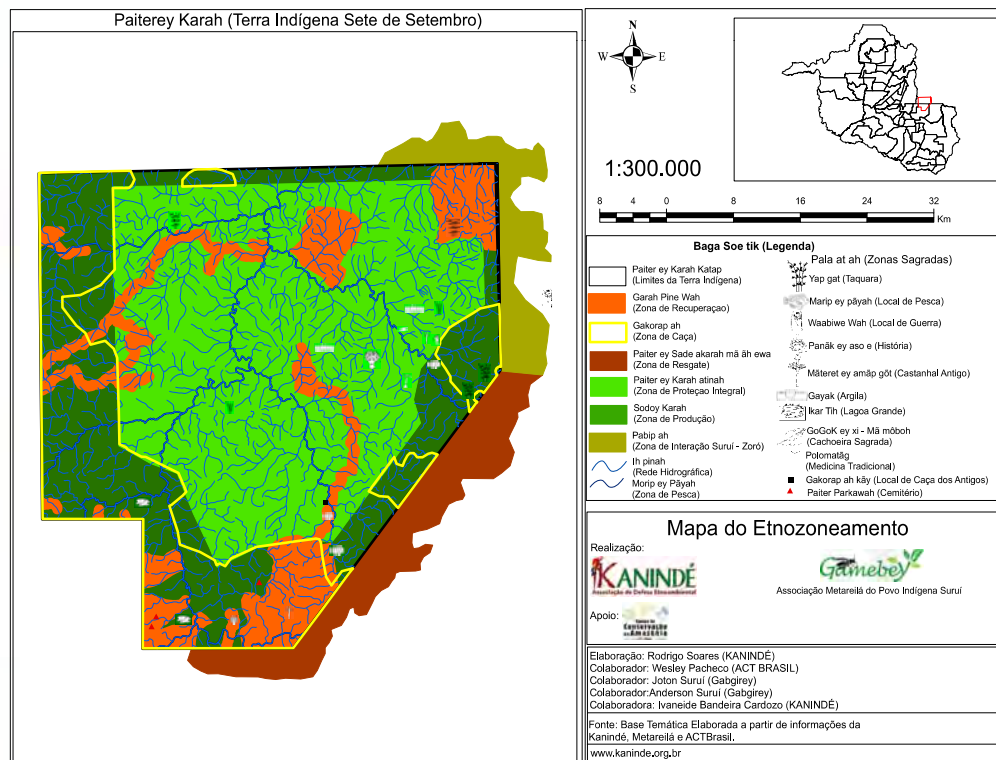 Paiterey Karah (Terra Indígena Sete de Setembro)
N
W
E
S
1:300.000
8 4 0 8 16 24 32
Km
Baga Soe tik (Legenda)
Paiter ey Karah Katap
(Limites da Terra Indígena)
Garah Pine Wah
(Zona de Recuperaçao)
Gakorap ah
(Zona de Caça)
Paiter ey Sade akarah mã ãh ewa
(Zona de Resgate)
Paiter ey Karah atinah
(Zona de Proteçao Integral)
Sodoy Karah
(Zona de Produção)
Pabip ah
(Zona de Interação Suruí - Zoró)
Ih pinah
(Rede Hidrográfica)
Morip ey Pãyah
(Zona de Pesca)
Pala at ah (Zonas Sagradas)
Yap gat (Taquara)
Marip ey pãyah (Local de Pesca)
Waabiwe Wah (Local de Guerra)
Panãk ey aso e (História)
Mãteret ey amãp gõt (Castanhal Antigo)
Gayak (Argila)
Ikar Tih (Lagoa Grande)
GoGoK ey xi - Mã môboh
(Cachoeira Sagrada)
Polomatãg
(Medicina Tradicional)
Gakorap ah kãy (Local de Caça dos Antigos)
Paiter Parkawah (Cemitério)
Mapa do Etnozoneamento
Realização:
KANINDÉ
Associação de Defesa Etnoambiental
Gamebey
Associação Metareilá do Povo Indígena Suruí
Apoio:
Conservação
da Amazônia
Elaboração: Rodrigo Soares (KANINDÉ)
Colaborador: Wesley Pacheco (ACT BRASIL)
Colaborador: Joton Suruí (Gabgirey)
Colaborador:Anderson Suruí (Gabgirey)
Colaboradora: Ivaneide Bandeira Cardozo (KANINDÉ)
Fonte: Base Temática Elaborada a partir de informações da
Kanindé, Metareilá e ACTBrasil.
www.kaninde.org.br